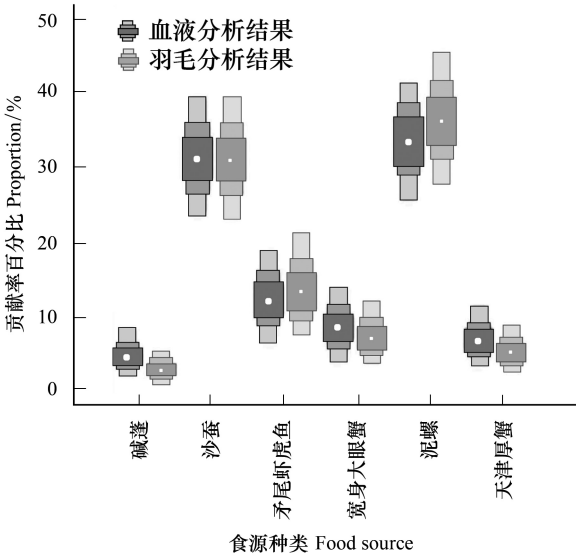 血液分析结果
羽毛分析结果
贡献率百分比 Proportion/%
50
40
30
20
10
0
碱蓬
沙蚕
矛尾虾虎鱼
宽身大眼蟹
泥螺
天津厚蟹
食源种类 Food source